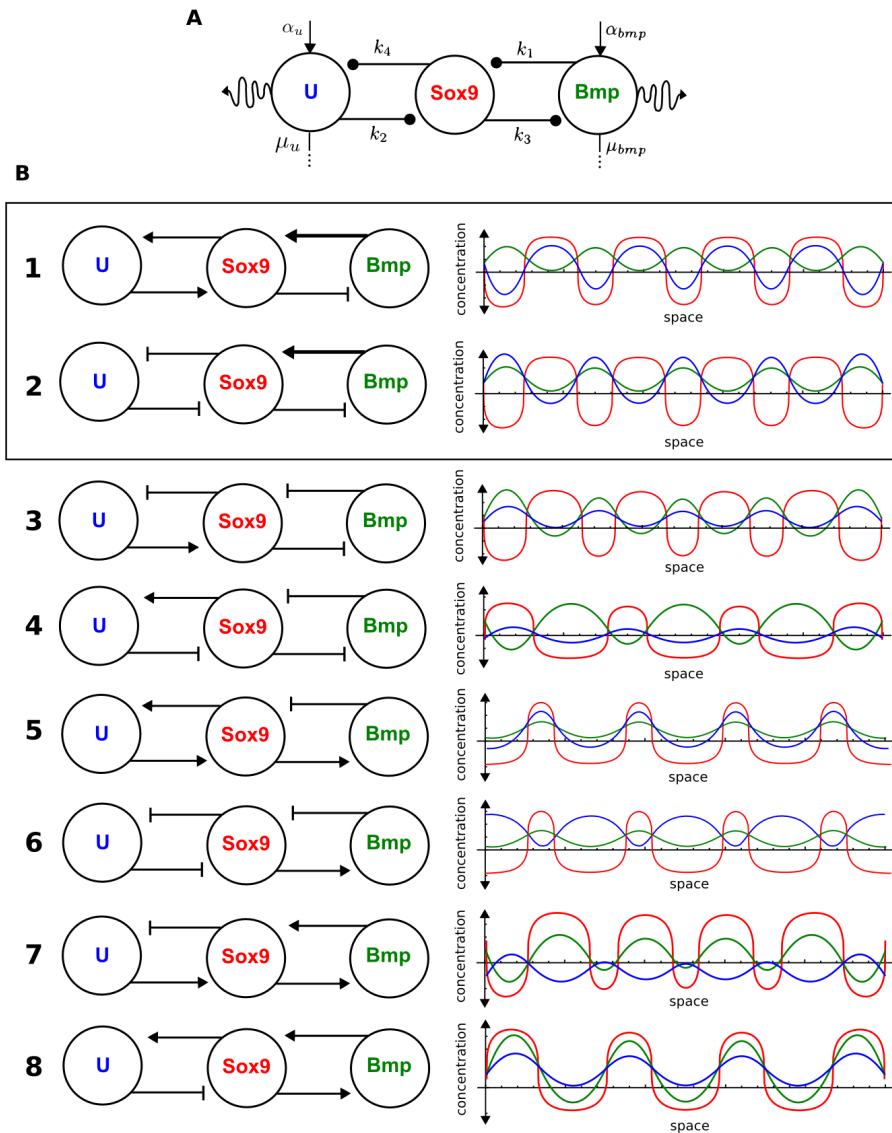 A
α_u k_4 k_1 α_bmp
U Sox9 Bmp
μ_u k_2 k_3 μ_bmp
B
1 U Sox9 Bmp concentration space
2 U Sox9 Bmp concentration space
3 U Sox9 Bmp concentration space
4 U Sox9 Bmp concentration space
5 U Sox9 Bmp concentration space
6 U Sox9 Bmp concentration space
7 U Sox9 Bmp concentration space
8 U Sox9 Bmp concentration space